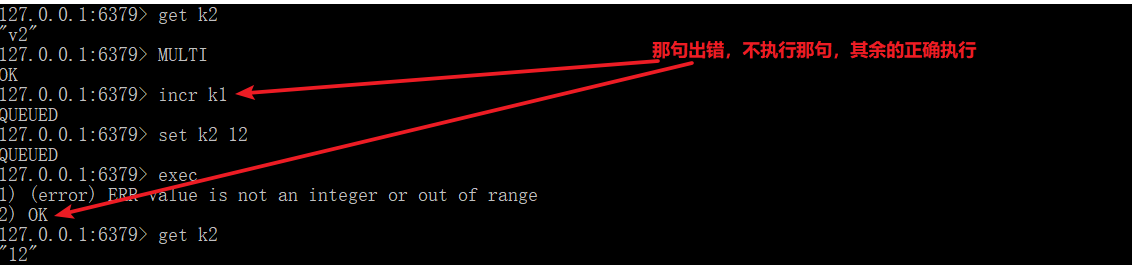 127.0.0.1:6379> get k2
"v2"
127.0.0.1:6379> MULTI
OK
127.0.0.1:6379> incr k1
QUEUED
127.0.0.1:6379> set k2 12
QUEUED
127.0.0.1:6379> exec
1) (error) ERR value is not an integer or out of range
2) OK
127.0.0.1:6379> get k2
"12"
那句出错，不执行那句，其余的正确执行